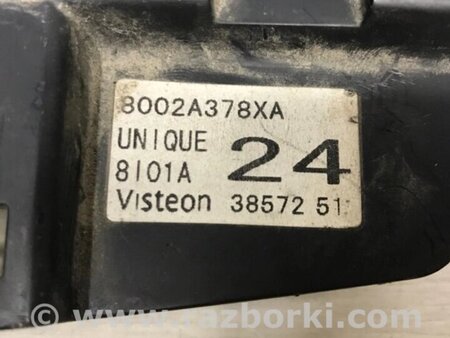 8002A378XA
UNIQUE 24
8101A
Visteon 38572 51
© www.razborki.com